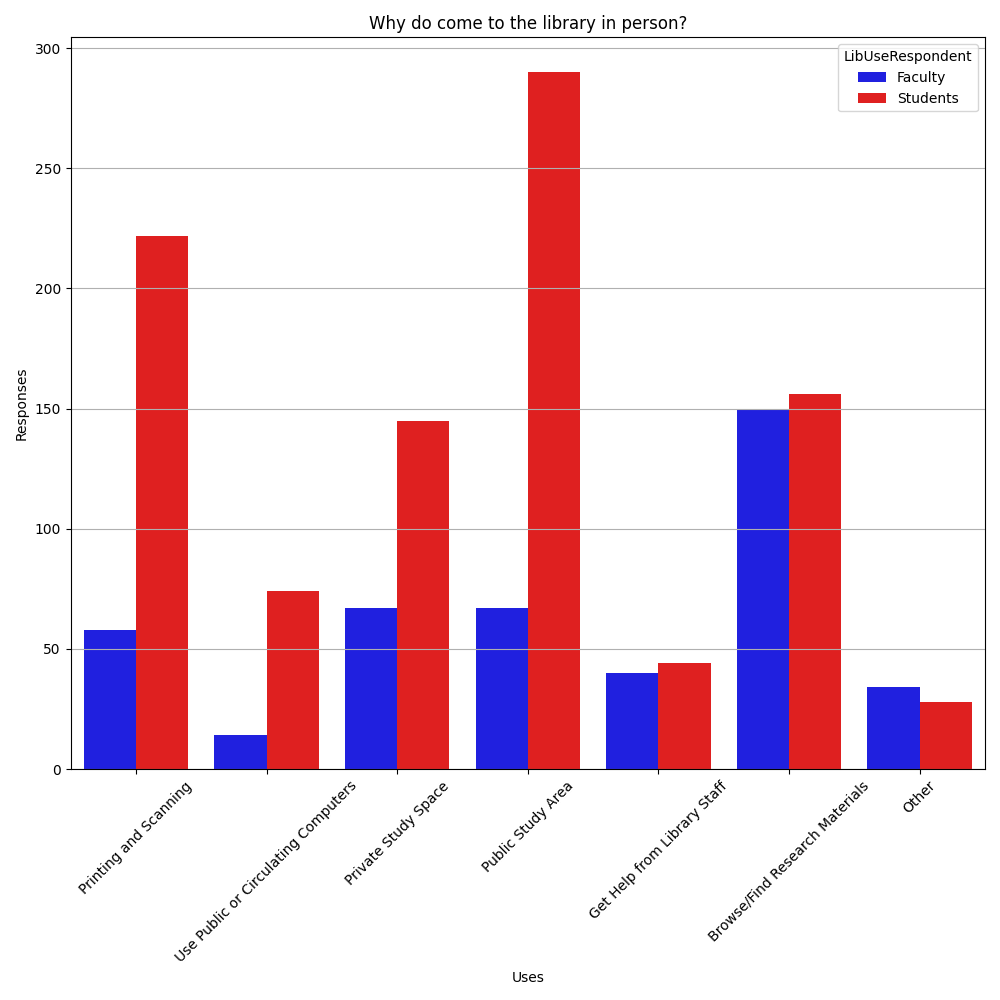 Why do come to the library in person?
LibUseRespondent
Faculty
Students
Responses
300
250
200
150
100
50
0
Printing and Scanning
Use Public or Circulating Computers
Private Study Space
Public Study Area
Get Help from Library Staff
Browse/Find Research Materials
Other
Uses